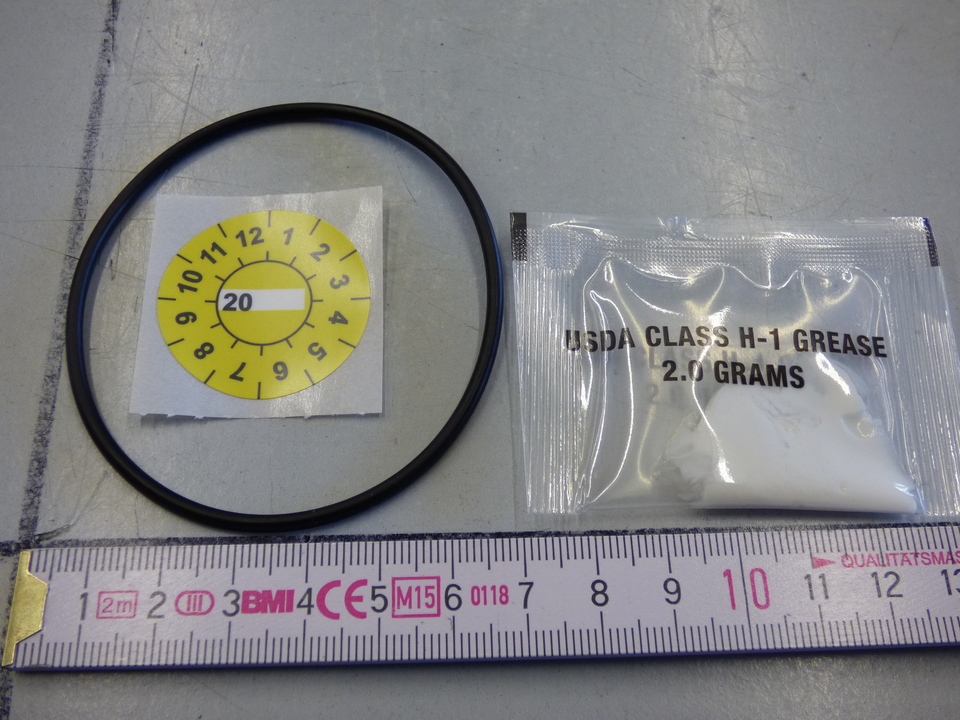 12 1 2 3 4 5 6 7 8 9 10 11
20
USDA CLASS H-1 GREASE
2.0 GRAMS
1 2m 2 III 3 BMI 4 CE 5 M15 6 0118 7 8 9 10 11 12 13
QUALITÄTSMAS